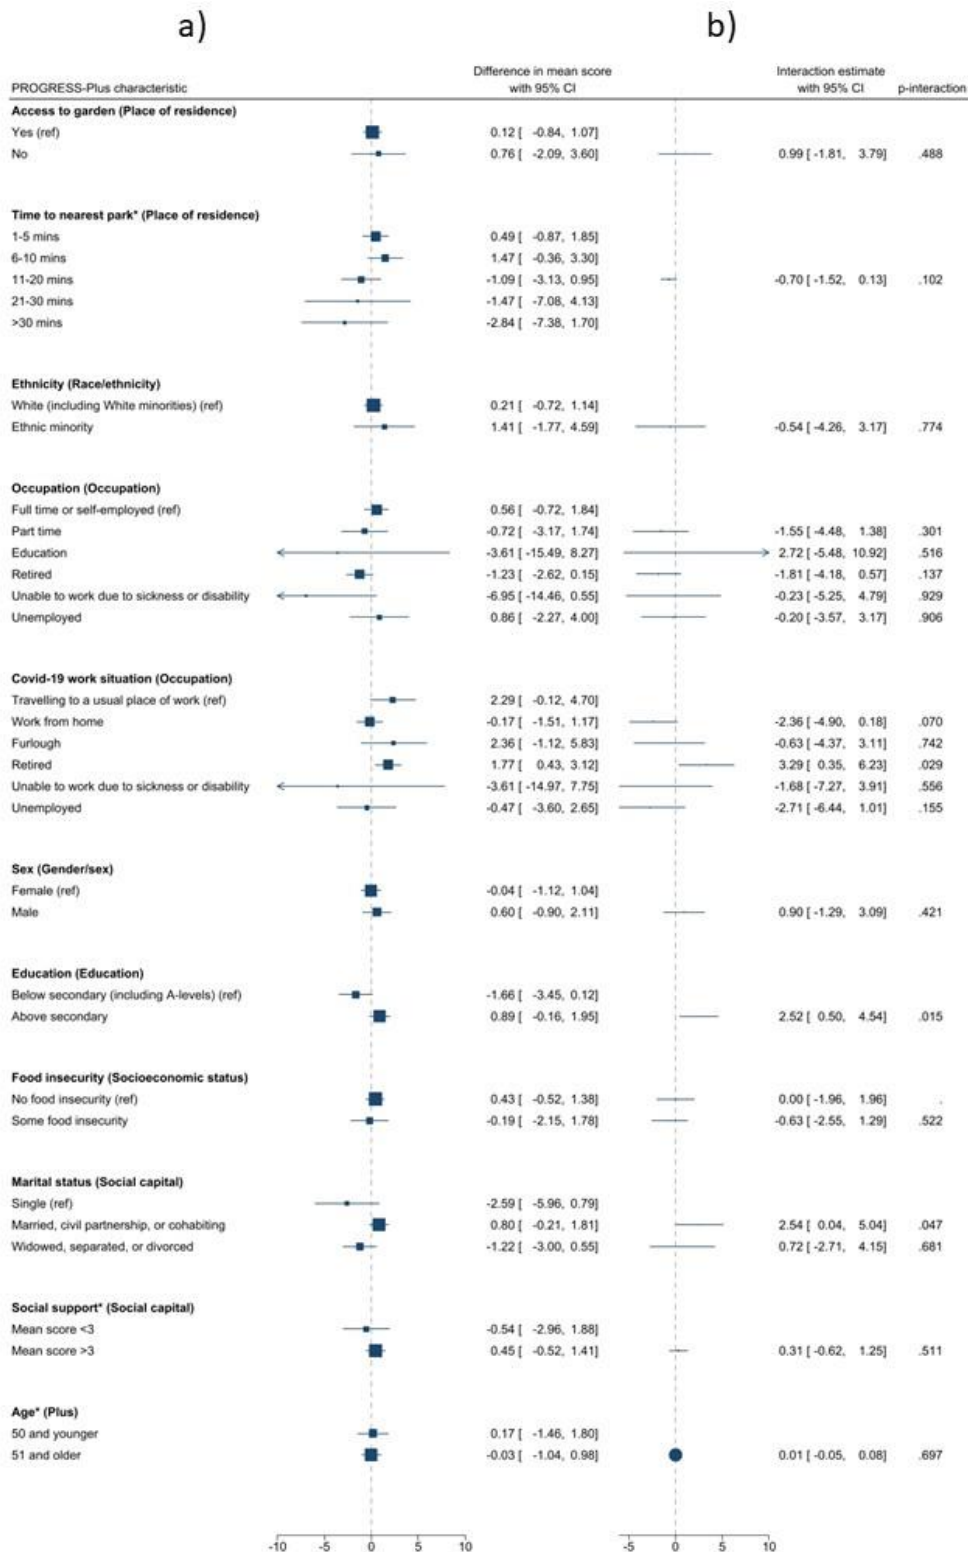 a) b)
Difference in mean score Interaction estimate
PROGRESS-Plus characteristic with 95% CI with 95% CI p-interaction
Access to garden (Place of residence)
Yes (ref) 0.12 [ -0.84, 1.07]
No 0.76 [ -2.09, 3.60] 0.99 [ -1.81, 3.79] .488
Time to nearest park* (Place of residence)
1-5 mins 0.49 [ -0.87, 1.85]
6-10 mins 1.47 [ -0.36, 3.30]
11-20 mins -1.09 [ -3.13, 0.95] -0.70 [ -1.52, 0.13] .102
21-30 mins -1.47 [ -7.08, 4.13]
>30 mins -2.84 [ -7.38, 1.70]
Ethnicity (Race/ethnicity)
White (including White minorities) (ref) 0.21 [ -0.72, 1.14]
Ethnic minority 1.41 [ -1.77, 4.59] -0.54 [ -4.26, 3.17] .774
Occupation (Occupation)
Full time or self-employed (ref) 0.56 [ -0.72, 1.84]
Part time -0.72 [ -3.17, 1.74] -1.55 [ -4.48, 1.38] .301
Education -3.61 [ -15.49, 8.27] 2.72 [ -5.48, 10.92] .516
Retired -1.23 [ -2.62, 0.15] -1.81 [ -4.18, 0.57] .137
Unable to work due to sickness or disability -6.95 [ -14.46, 0.55] -0.23 [ -5.25, 4.79] .929
Unemployed 0.86 [ -2.27, 4.00] -0.20 [ -3.57, 3.17] .906
Covid-19 work situation (Occupation)
Travelling to a usual place of work (ref) 2.29 [ -0.12, 4.70]
Work from home -0.17 [ -1.51, 1.17] -2.36 [ -4.90, 0.18] .070
Furlough 2.36 [ -1.12, 5.83] -0.63 [ -4.37, 3.11] .742
Retired 1.77 [ 0.43, 3.12] 3.29 [ 0.35, 6.23] .029
Unable to work due to sickness or disability -3.61 [ -14.97, 7.75] -1.68 [ -7.27, 3.91] .556
Unemployed -0.47 [ -3.60, 2.65] -2.71 [ -6.44, 1.01] .155
Sex (Gender/sex)
Female (ref) -0.04 [ -1.12, 1.04]
Male 0.60 [ -0.90, 2.11] 0.90 [ -1.29, 3.09] .421
Education (Education)
Below secondary (including A-levels) (ref) -1.66 [ -3.45, 0.12]
Above secondary 0.89 [ -0.16, 1.95] 2.52 [ 0.50, 4.54] .015
Food insecurity (Socioeconomic status)
No food insecurity (ref) 0.43 [ -0.52, 1.38] 0.00 [ -1.96, 1.96] .
Some food insecurity -0.19 [ -2.15, 1.78] -0.63 [ -2.55, 1.29] .522
Marital status (Social capital)
Single (ref) -2.59 [ -5.96, 0.79]
Married, civil partnership, or cohabiting 0.80 [ -0.21, 1.81] 2.54 [ 0.04, 5.04] .047
Widowed, separated, or divorced -1.22 [ -3.00, 0.55] 0.72 [ -2.71, 4.15] .681
Social support* (Social capital)
Mean score <3 -0.54 [ -2.96, 1.88]
Mean score >3 0.45 [ -0.52, 1.41] 0.31 [ -0.62, 1.25] .511
Age* (Plus)
50 and younger 0.17 [ -1.46, 1.80]
51 and older -0.03 [ -1.04, 0.98] 0.01 [ -0.05, 0.08] .697
-10 -5 0 5 10 -5 0 5 10